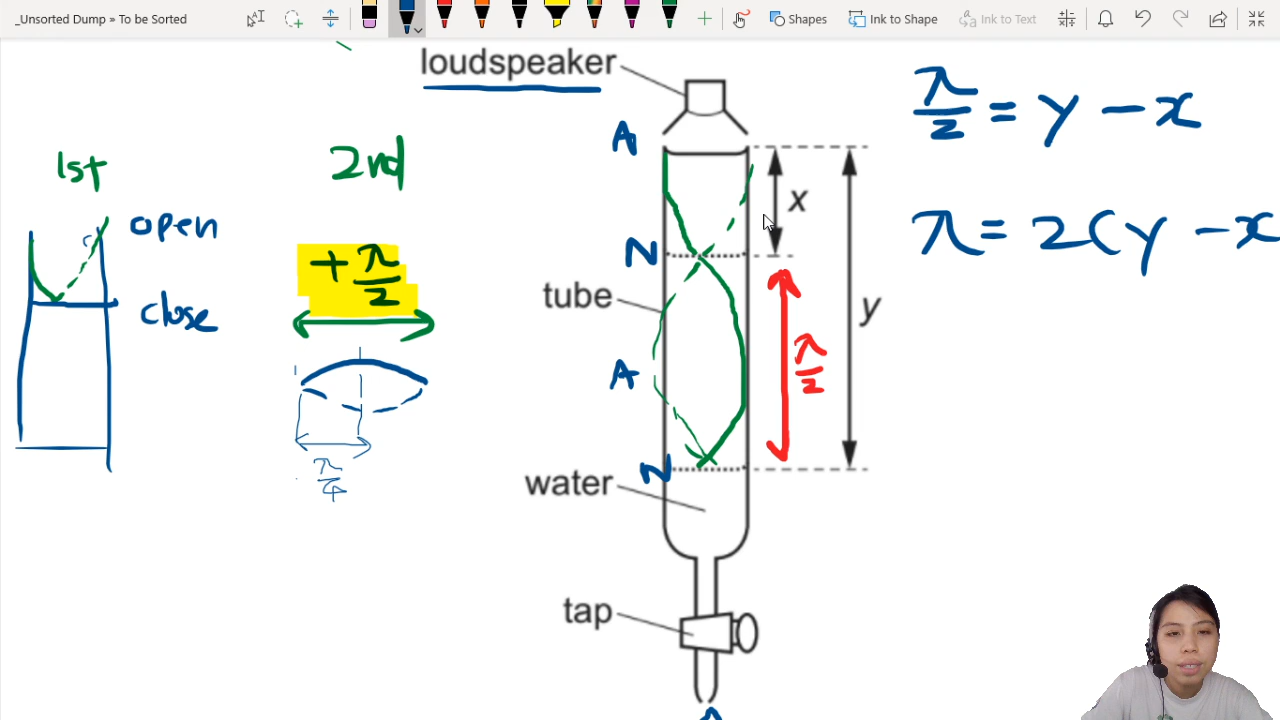 _Unsorted Dump » To be Sorted
Shapes
Ink to Shape
Ink to Text
loudspeaker
λ/2 = y − x
A
1st
2nd
open
x
λ = 2(y − x
N
+ λ/2
tube
close
y
λ/2
A
N
λ/4
water
tap